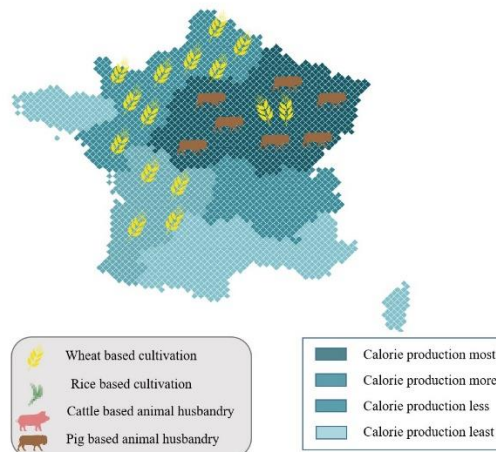 Wheat based cultivation
Rice based cultivation
Cattle based animal husbandry
Pig based animal husbandry
Calorie production most
Calorie production more
Calorie production less
Calorie production least